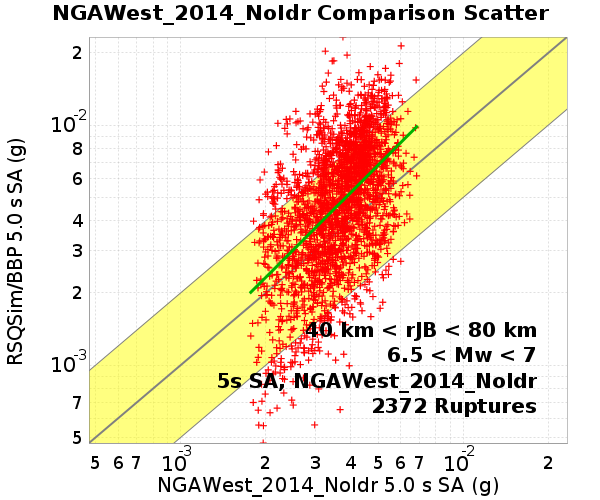 NGAWest_2014_NoIdr Comparison Scatter
RSQSim/BBP 5.0 s SA (g)
2
10-2
8
6
4
3
2
10-3
7
5
40 km < rJB < 80 km
6.5 < Mw < 7
5s SA, NGAWest_2014_NoIdr
2372 Ruptures
5 6 7 10-3 2 3 4 5 6 7 10-2 2
NGAWest_2014_NoIdr 5.0 s SA (g)